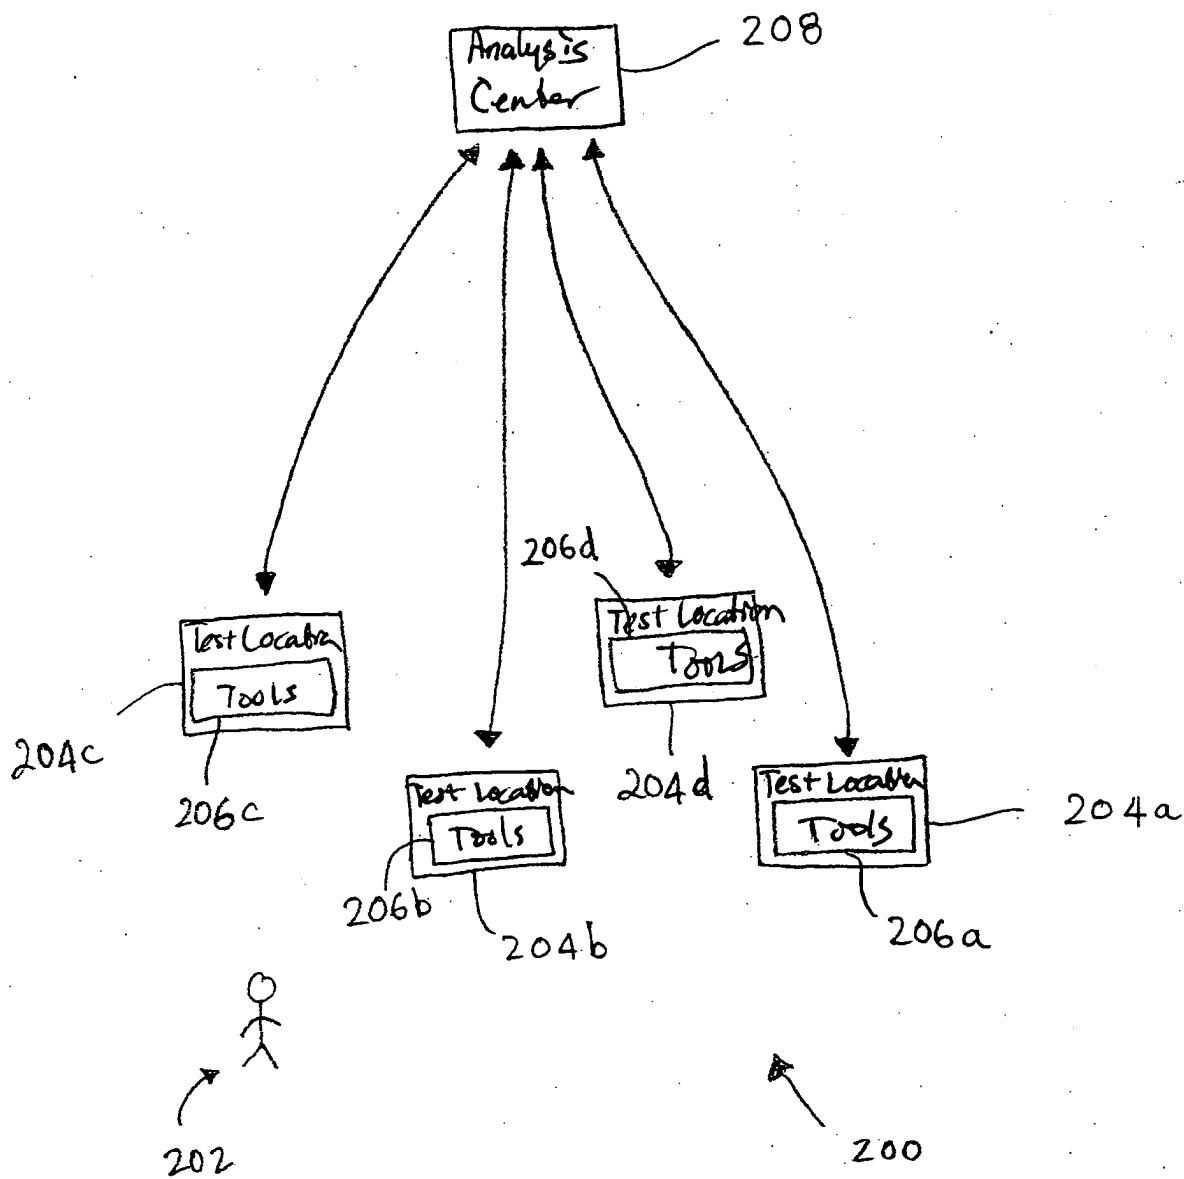 208
Analysis
Center
206d
Test Location
Tools
Test Location
Tools
204c
206c
204d
Test Location
Tools
Test Location
Tools
204a
206b
204b
206a
202
200